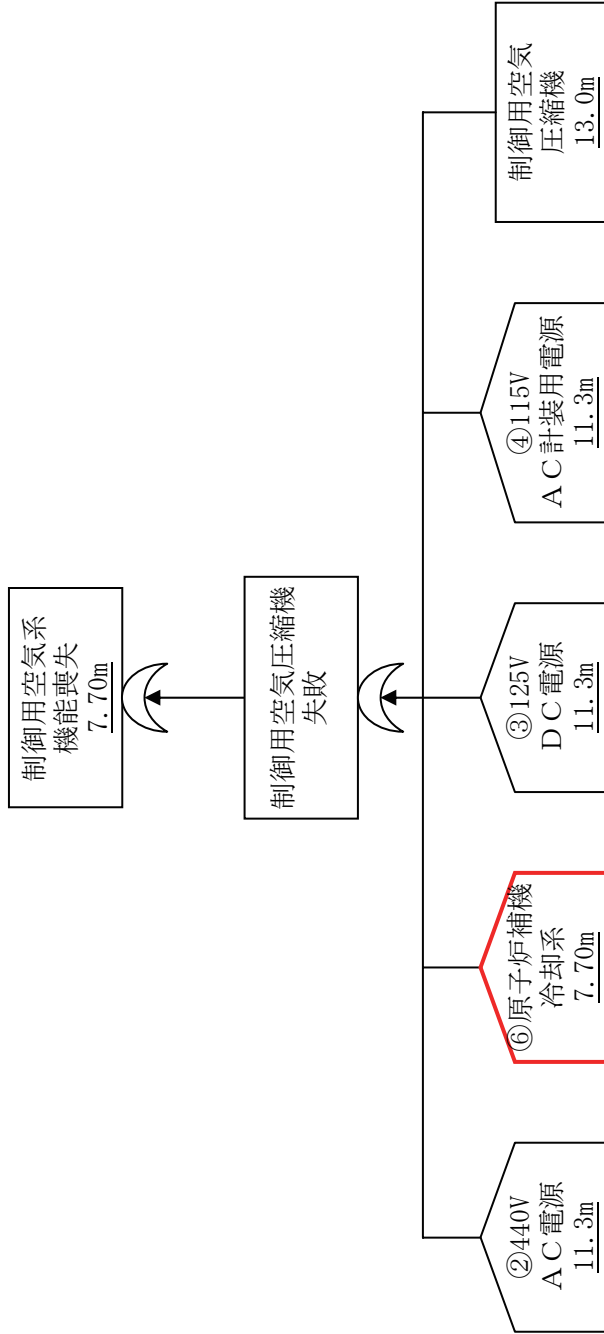 制御用空気系
機能喪失
7.70m
制御用空気圧縮機
失敗
②440V
ＡＣ電源
11.3m
⑥原子炉補機
冷却系
7.70m
③125V
ＤＣ電源
11.3m
④115V
ＡＣ計装用電源
11.3m
制御用空気
圧縮機
13.0m